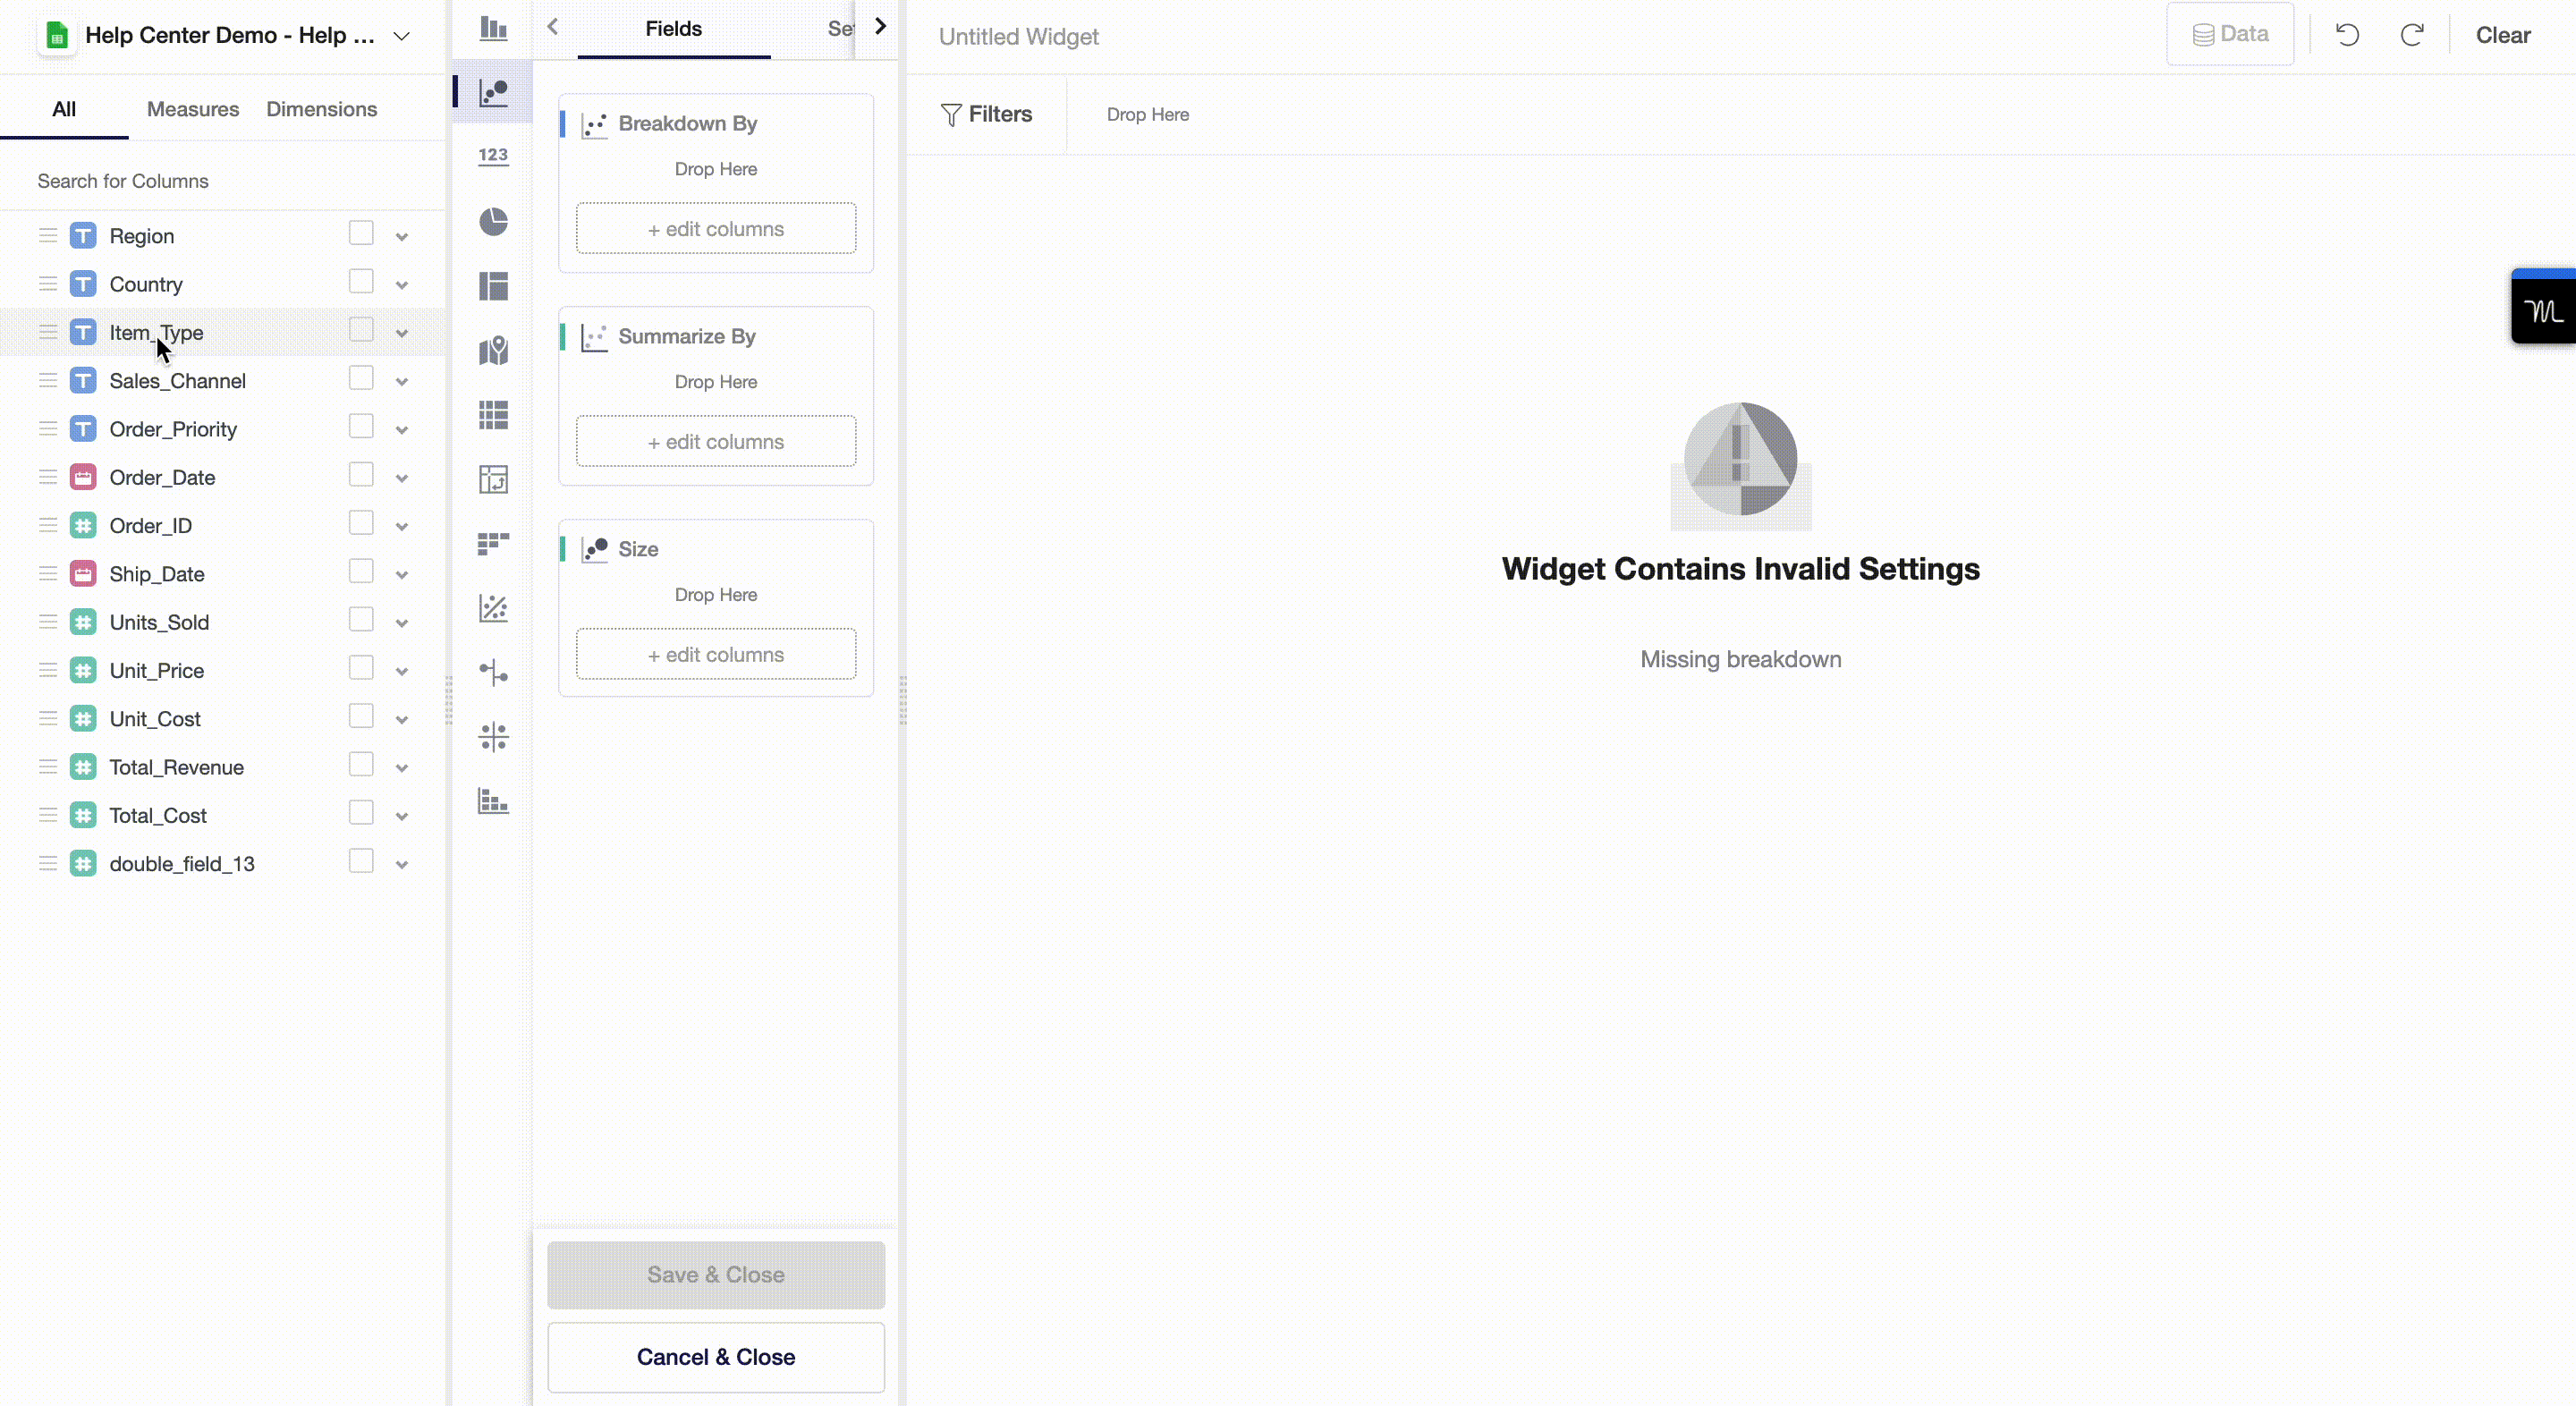 Help Center Demo - Help ...
All Measures Dimensions
Search for Columns
Region
Country
Item_Type
Sales_Channel
Order_Priority
Order_Date
Order_ID
Ship_Date
Units_Sold
Unit_Price
Unit_Cost
Total_Revenue
Total_Cost
double_field_13
123
Fields Set
Breakdown By
Drop Here
+ edit columns
Summarize By
Drop Here
+ edit columns
Size
Drop Here
+ edit columns
Save & Close
Cancel & Close
Untitled Widget
Data
Clear
Filters
Drop Here
Widget Contains Invalid Settings
Missing breakdown